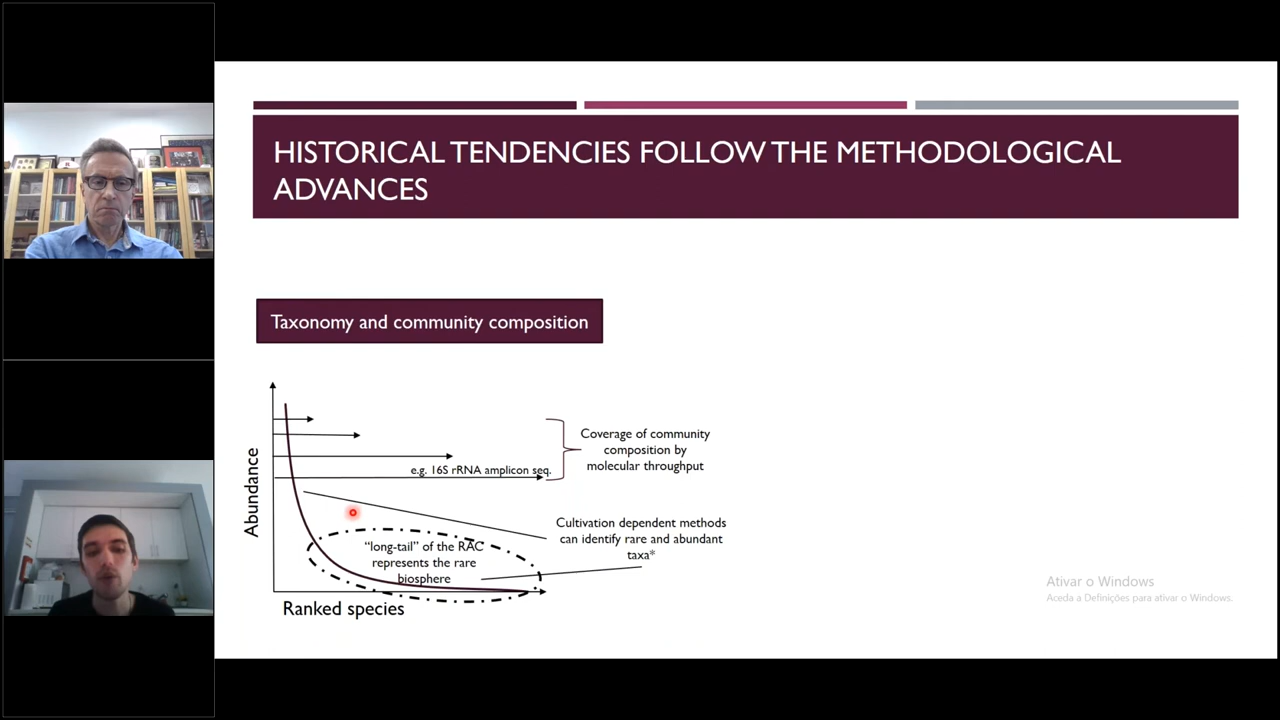 HISTORICAL TENDENCIES FOLLOW THE METHODOLOGICAL
ADVANCES
Taxonomy and community composition
Abundance
e.g. 16S rRNA amplicon seq.
Coverage of community
composition by
molecular throughput
Cultivation dependent methods
can identify rare and abundant
taxa*
“long-tail” of the RAC
represents the rare
biosphere
Ranked species
Ativar o Windows
Aceda a Definições para ativar o Windows.